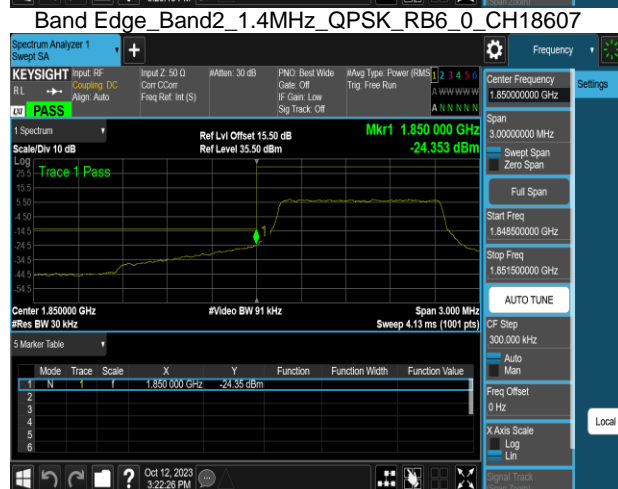 Band Edge_Band2_1.4MHz_QPSK_RB6_0_CH18607
Spectrum Analyzer 1
Swept SA
+
Frequency
KEYSIGHT Input: RF Input Z: 50 Ω #Atten: 30 dB PNO: Best Wide #Avg Type: Power (RMS) 1 2 3 4 5 6
RL Coupling: DC Corr CCorr Gate: Off Trig: Free Run
Align: Auto Freq Ref: Int (S) IF Gain: Low A W W W W W
Sig Track: Off A N N N N N
LXI PASS
Center Frequency
1.850000000 GHz
Settings
Span
3.00000000 MHz
Swept Span
Zero Span
Full Span
Start Freq
1.848500000 GHz
Stop Freq
1.851500000 GHz
AUTO TUNE
CF Step
300.000 kHz
Auto
Man
Freq Offset
0 Hz
X Axis Scale
Log
Lin
Signal Track
(Span Zoom)
Local
1 Spectrum
Scale/Div 10 dB
Ref Lvl Offset 15.50 dB
Ref Level 35.50 dBm
Mkr1 1.850 000 GHz
-24.353 dBm
Log
Trace 1 Pass
25.5
15.5
5.50
-4.50
-14.5
-24.5
-34.5
-44.5
-54.5
1
Center 1.850000 GHz #Video BW 91 kHz Span 3.000 MHz
#Res BW 30 kHz Sweep 4.13 ms (1001 pts)
5 Marker Table
Mode Trace Scale X Y Function Function Width Function Value
1 N 1 f 1.850 000 GHz -24.35 dBm
2
3
4
5
6
? Oct 12, 2023
3:22:26 PM